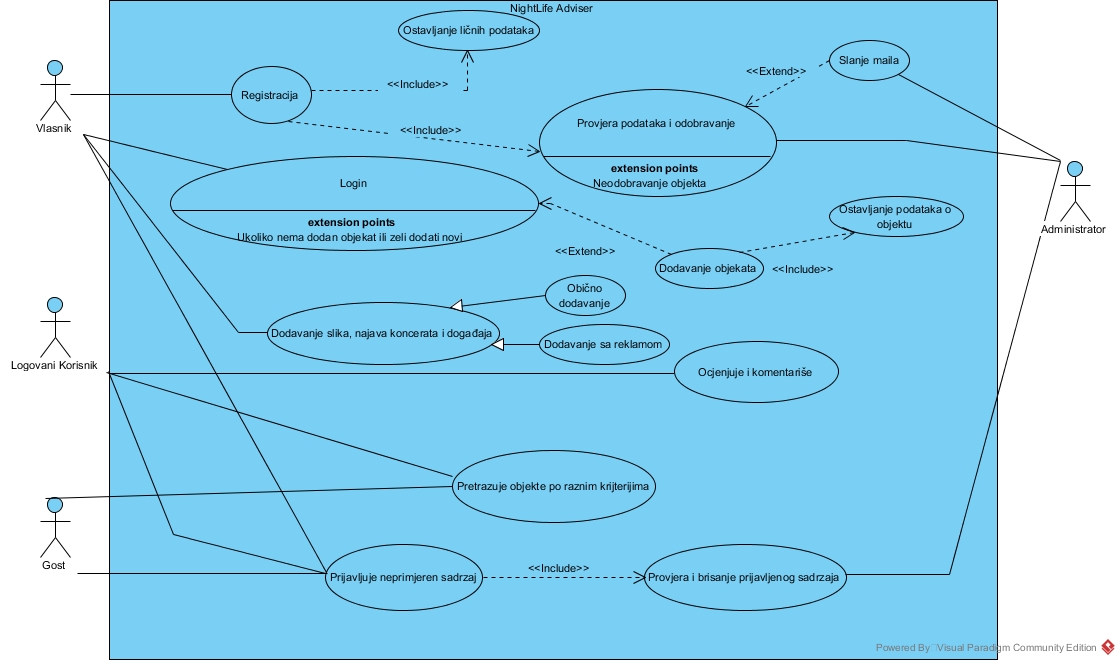 NightLife Adviser
Ostavljanje ličnih podataka
Slanje maila
<<Extend>>
<<Include>>
Registracija
Vlasnik
<<Include>>
Provjera podataka i odobravanje
extension points
Neodobravanje objekta
Login
extension points
Ukoliko nema dodan objekat ili zeli dodati novi
Ostavljanje podataka o
objektu
Administrator
<<Extend>>
Dodavanje objekata
<<Include>>
Obično
dodavanje
Dodavanje slika, najava koncerata i događaja
Dodavanje sa reklamom
Logovani Korisnik
Ocjenjuje i komentariše
Pretrazuje objekte po raznim krijterijima
Gost
Prijavljuje neprimjeren sadrzaj
<<Include>>
Provjera i brisanje prijavljenog sadrzaja
Powered By Visual Paradigm Community Edition